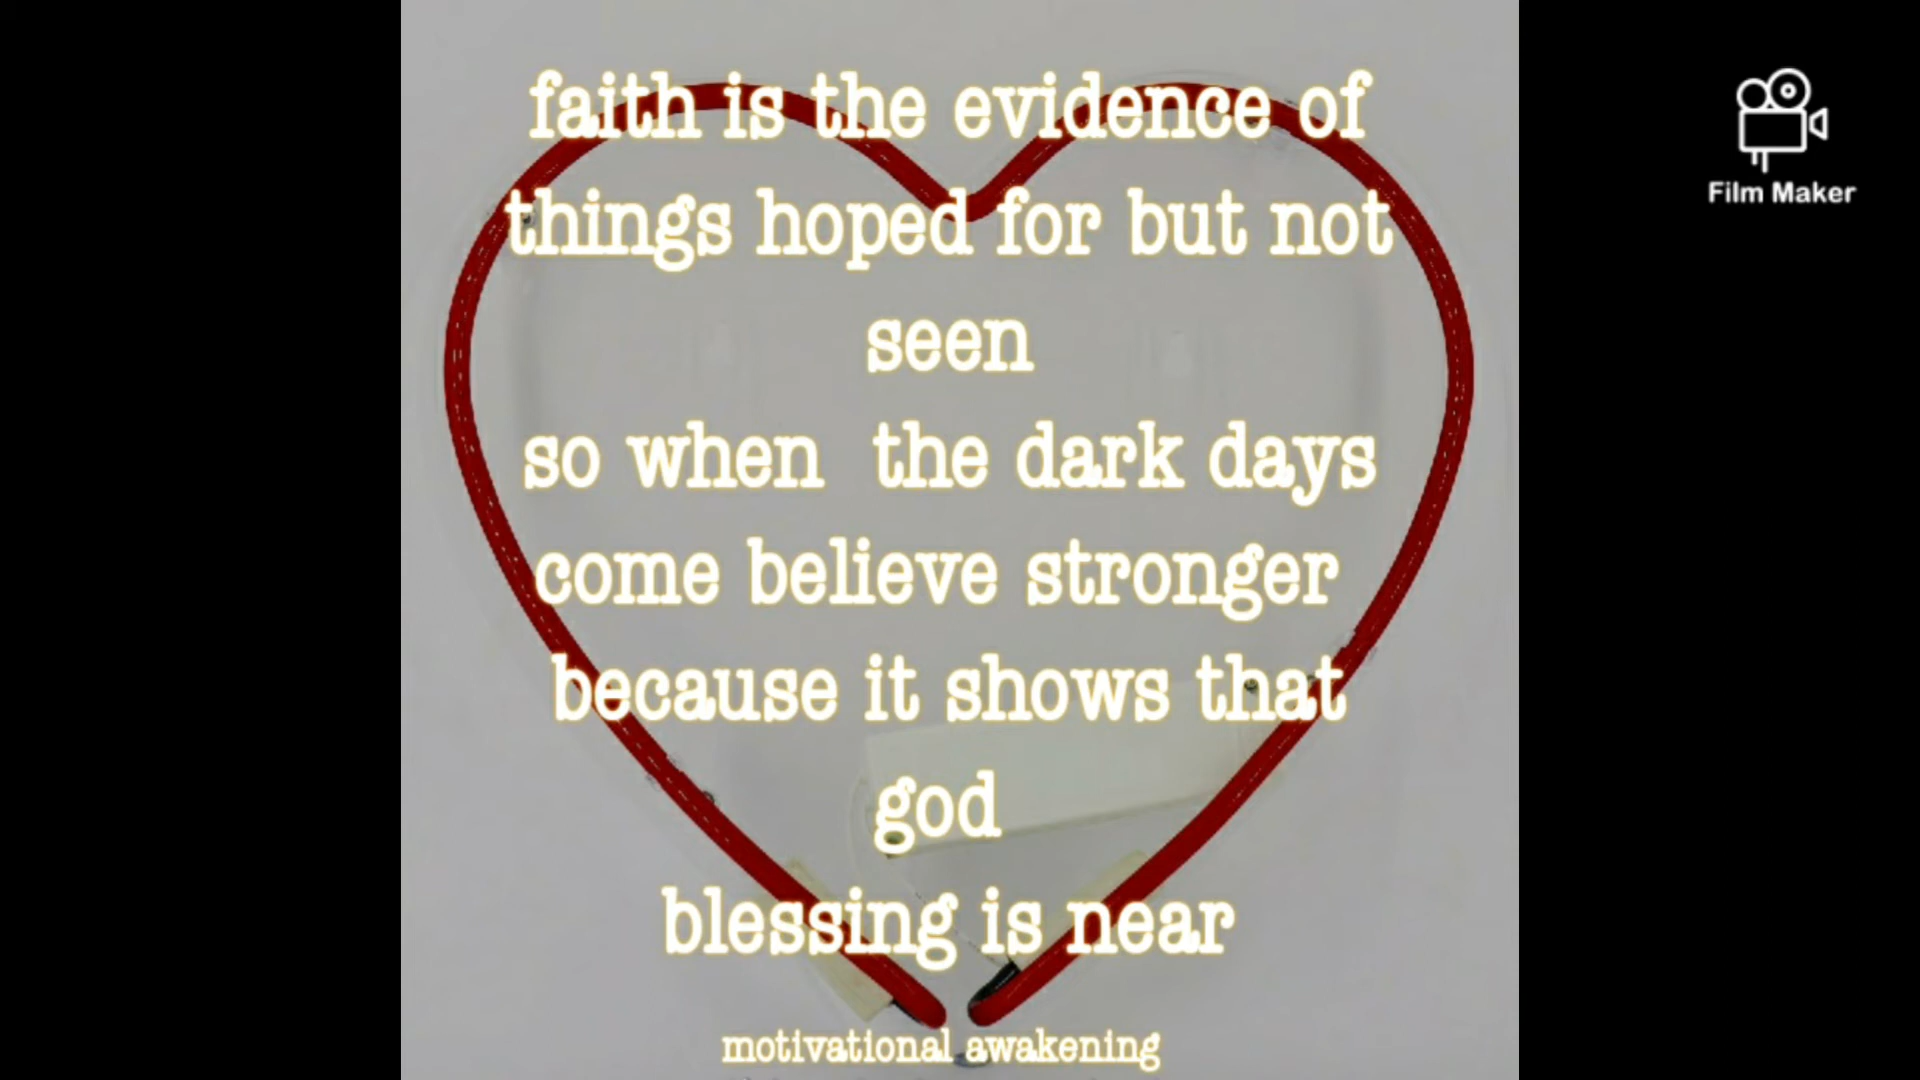 faith is the evidence of
things hoped for but not
seen
so when the dark days
come believe stronger
because it shows that
god
blessing is near
motivational awakening
Film Maker